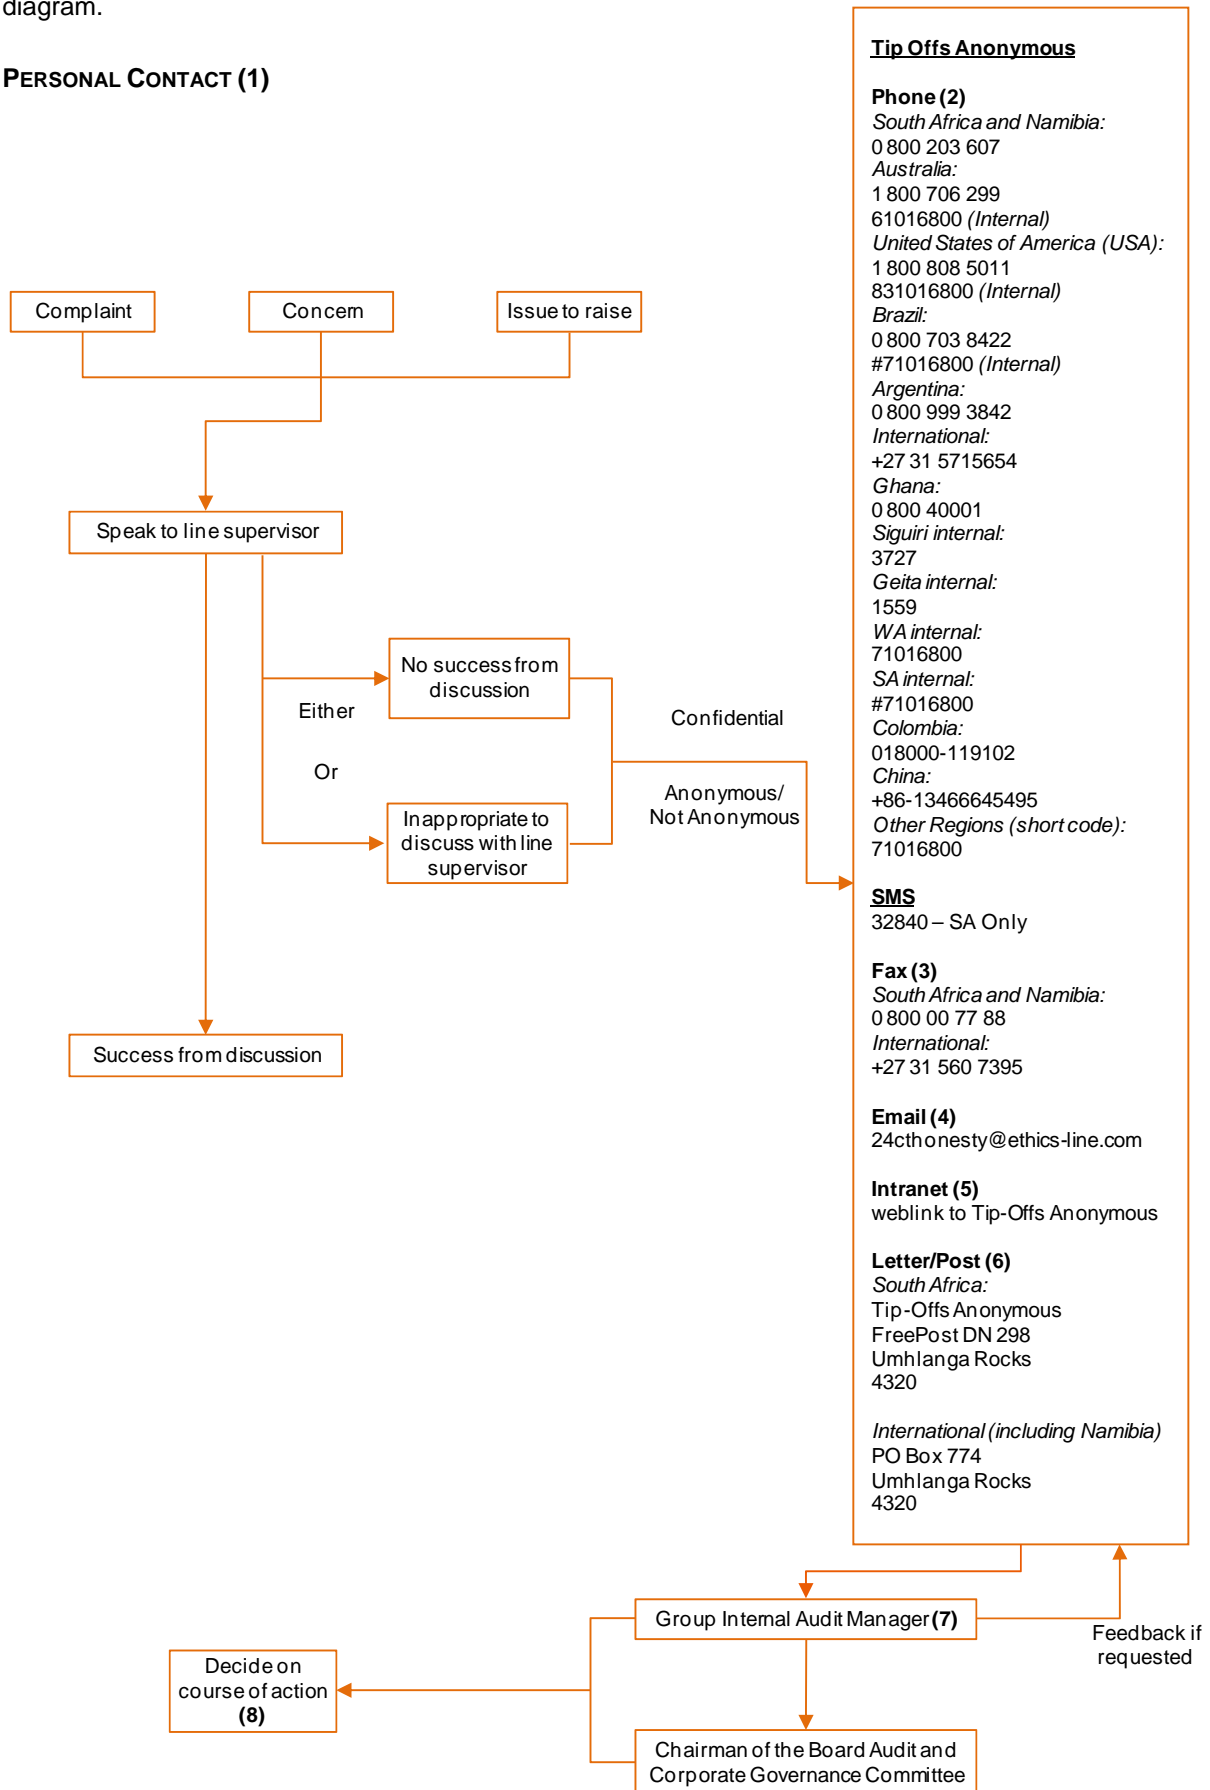 diagram.
PERSONAL CONTACT (1)
Complaint
Concern
Issue to raise
Speak to line supervisor
No success from
discussion
Either
Or
Inappropriate to
discuss with line
supervisor
Confidential
Anonymous/
Not Anonymous
Success from discussion
Tip Offs Anonymous
Phone (2)
South Africa and Namibia:
0 800 203 607
Australia:
1 800 706 299
61016800 (Internal)
United States of America (USA):
1 800 808 5011
831016800 (Internal)
Brazil:
0 800 703 8422
#71016800 (Internal)
Argentina:
0 800 999 3842
International:
+27 31 5715654
Ghana:
0 800 40001
Siguiri internal:
3727
Geita internal:
1559
WA internal:
71016800
SA internal:
#71016800
Colombia:
018000-119102
China:
+86-13466645495
Other Regions (short code):
71016800
SMS
32840 – SA Only
Fax (3)
South Africa and Namibia:
0 800 00 77 88
International:
+27 31 560 7395
Email (4)
24cthonesty@ethics-line.com
Intranet (5)
weblink to Tip-Offs Anonymous
Letter/Post (6)
South Africa:
Tip-Offs Anonymous
FreePost DN 298
Umhlanga Rocks
4320
International (including Namibia)
PO Box 774
Umhlanga Rocks
4320
Group Internal Audit Manager (7)
Feedback if
requested
Decide on
course of action
(8)
Chairman of the Board Audit and
Corporate Governance Committee